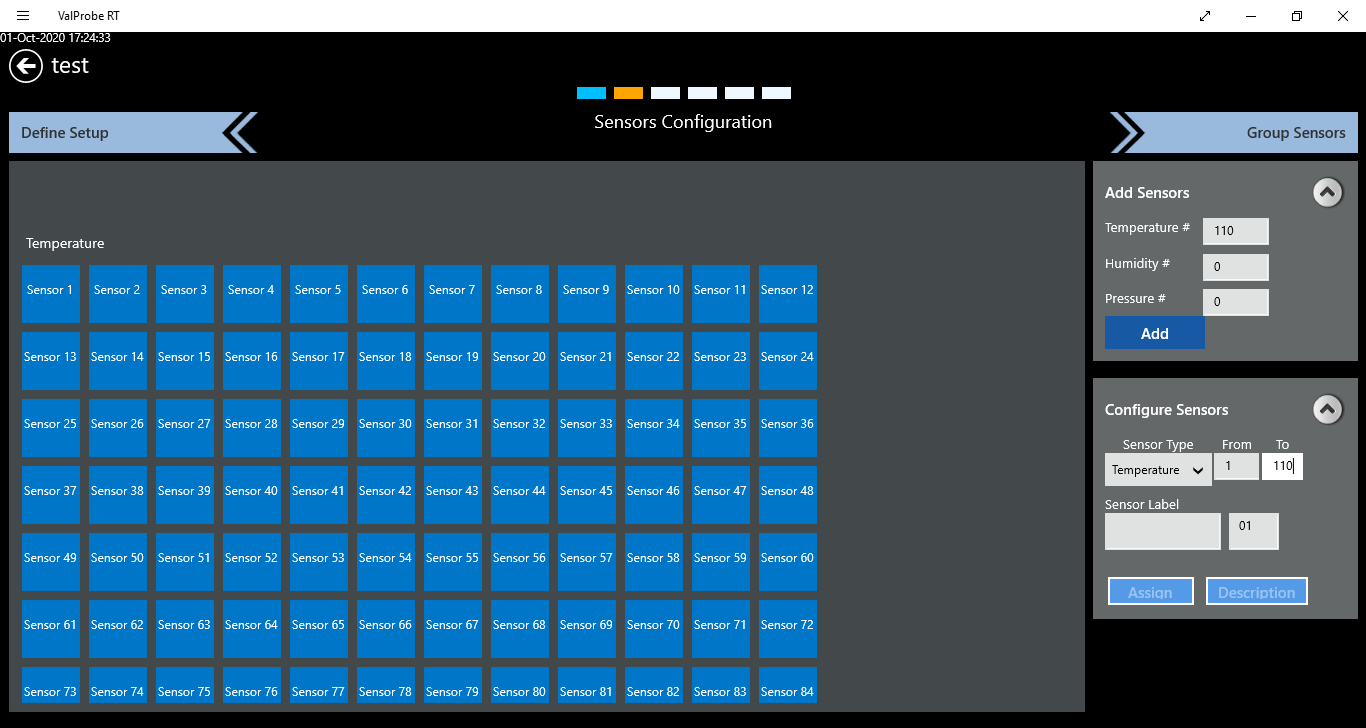 ValProbe RT
01-Oct-2020 17:24:33
test
Sensors Configuration
Define Setup
Group Sensors
Temperature
Sensor 1 Sensor 2 Sensor 3 Sensor 4 Sensor 5 Sensor 6 Sensor 7 Sensor 8 Sensor 9 Sensor 10 Sensor 11 Sensor 12
Sensor 13 Sensor 14 Sensor 15 Sensor 16 Sensor 17 Sensor 18 Sensor 19 Sensor 20 Sensor 21 Sensor 22 Sensor 23 Sensor 24
Sensor 25 Sensor 26 Sensor 27 Sensor 28 Sensor 29 Sensor 30 Sensor 31 Sensor 32 Sensor 33 Sensor 34 Sensor 35 Sensor 36
Sensor 37 Sensor 38 Sensor 39 Sensor 40 Sensor 41 Sensor 42 Sensor 43 Sensor 44 Sensor 45 Sensor 46 Sensor 47 Sensor 48
Sensor 49 Sensor 50 Sensor 51 Sensor 52 Sensor 53 Sensor 54 Sensor 55 Sensor 56 Sensor 57 Sensor 58 Sensor 59 Sensor 60
Sensor 61 Sensor 62 Sensor 63 Sensor 64 Sensor 65 Sensor 66 Sensor 67 Sensor 68 Sensor 69 Sensor 70 Sensor 71 Sensor 72
Sensor 73 Sensor 74 Sensor 75 Sensor 76 Sensor 77 Sensor 78 Sensor 79 Sensor 80 Sensor 81 Sensor 82 Sensor 83 Sensor 84
Add Sensors
Temperature # 110
Humidity # 0
Pressure # 0
Add
Configure Sensors
Sensor Type From To
Temperature 1 110
Sensor Label
01
Assign Description